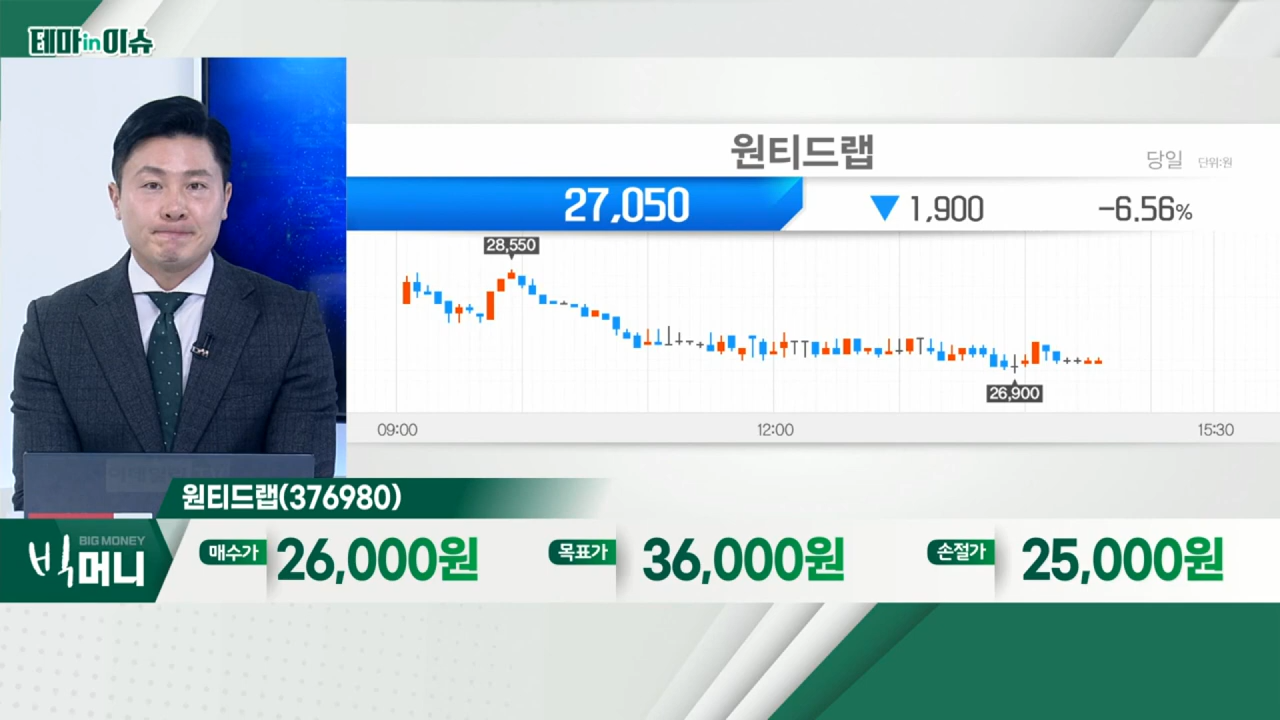 테마in이슈
원티드랩
당일 단위:원
27,050 ▼ 1,900 -6.56%
28,550
26,900
09:00 12:00 15:30
원티드랩(376980)
BIG MONEY
빅머니
매수가 26,000원 목표가 36,000원 손절가 25,000원